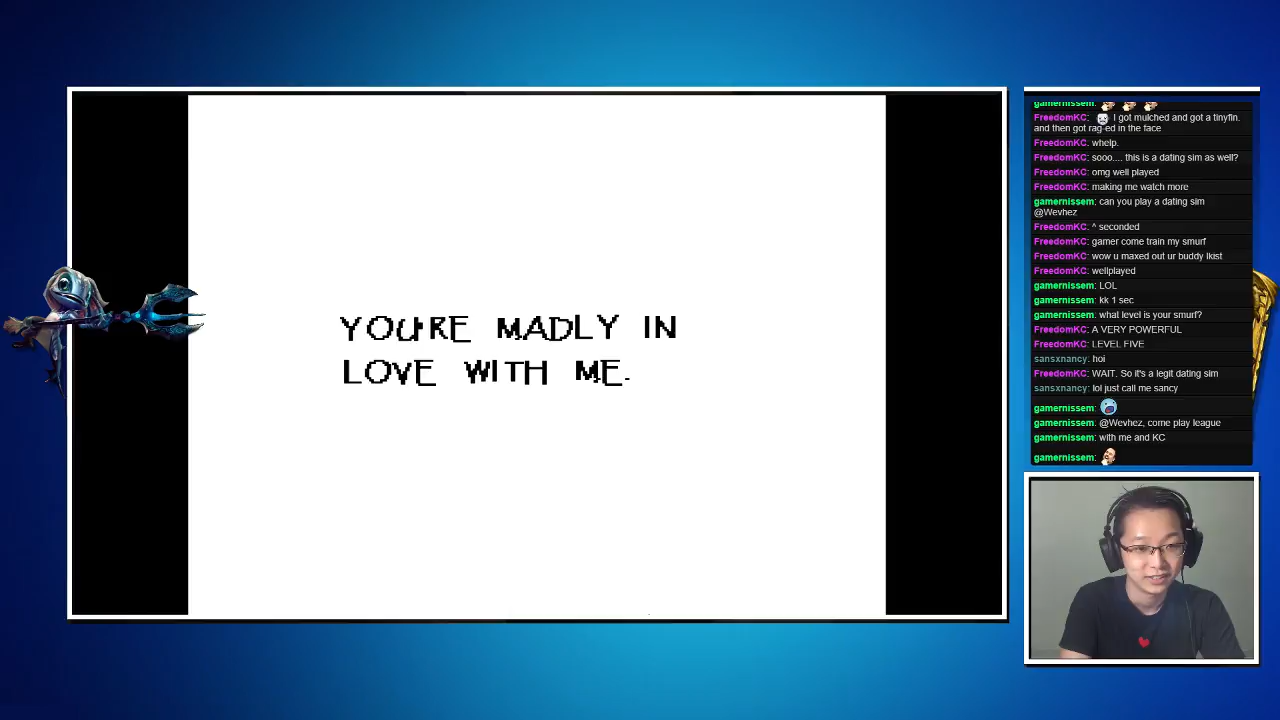 YOU'RE MADLY IN
LOVE WITH ME.
gamernissem:
FreedomKC: I got mulched and got a tinyfin.
and then got rag-ed in the face
FreedomKC: whelp.
FreedomKC: sooo.... this is a dating sim as well?
FreedomKC: omg well played
FreedomKC: making me watch more
gamernissem: can you play a dating sim
@Wevhez
FreedomKC: ^ seconded
FreedomKC: gamer come train my smurf
FreedomKC: wow u maxed out ur buddy lkist
FreedomKC: wellplayed
gamernissem: LOL
gamernissem: kk 1 sec
gamernissem: what level is your smurf?
FreedomKC: A VERY POWERFUL
FreedomKC: LEVEL FIVE
sansxnancy: hoi
FreedomKC: WAIT. So it's a legit dating sim
sansxnancy: lol just call me sancy
gamernissem:
gamernissem: @Wevhez, come play league
gamernissem: with me and KC
gamernissem: